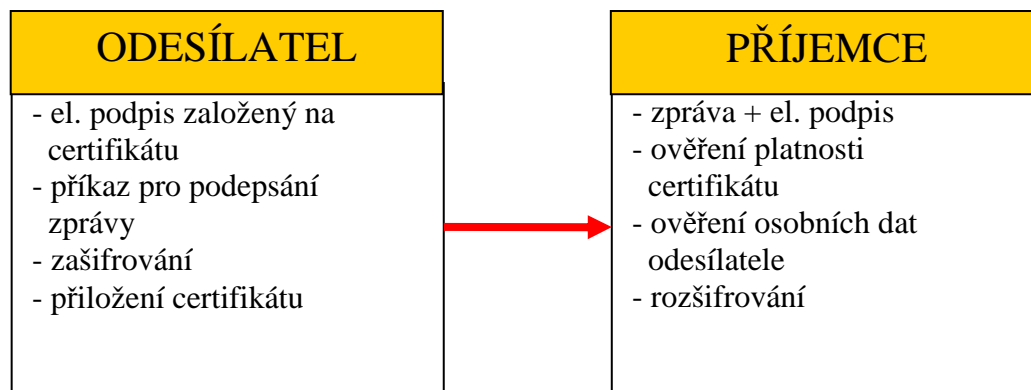 ODESÍLATEL
- el. podpis založený na
certifikátu
- příkaz pro podepsání
zprávy
- zašifrování
- přiložení certifikátu
PŘÍJEMCE
- zpráva + el. podpis
- ověření platnosti
certifikátu
- ověření osobních dat
odesílatele
- rozšifrování